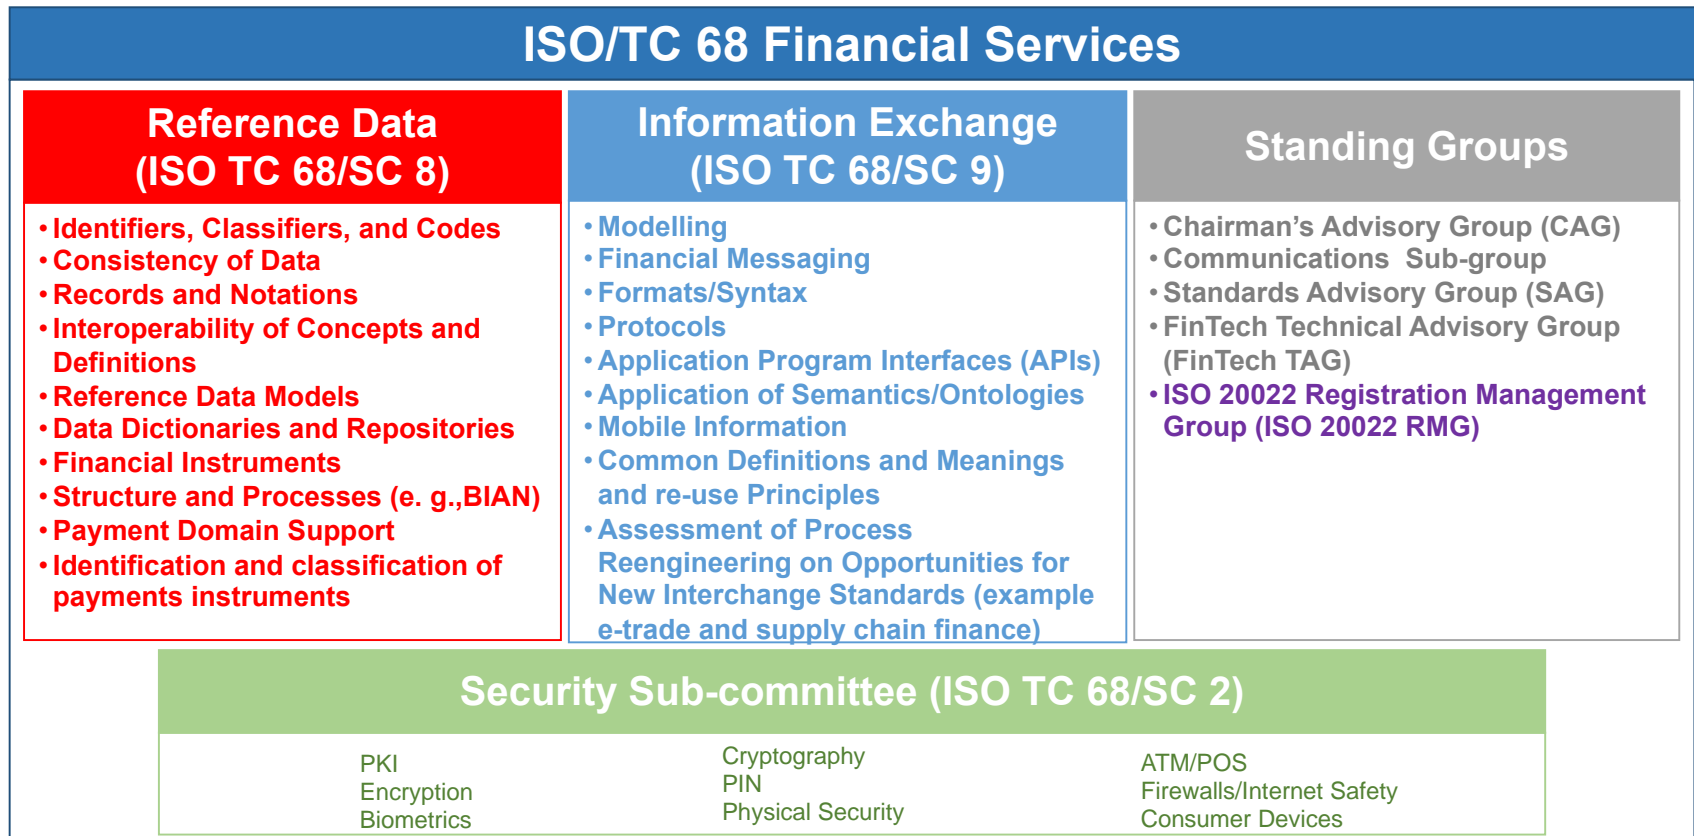 ISO/TC 68 Financial Services
Reference Data
(ISO TC 68/SC 8)
• Identifiers, Classifiers, and Codes
• Consistency of Data
• Records and Notations
• Interoperability of Concepts and
Definitions
• Reference Data Models
• Data Dictionaries and Repositories
• Financial Instruments
• Structure and Processes (e. g.,BIAN)
• Payment Domain Support
• Identification and classification of
payments instruments
Information Exchange
(ISO TC 68/SC 9)
• Modelling
• Financial Messaging
• Formats/Syntax
• Protocols
• Application Program Interfaces (APIs)
• Application of Semantics/Ontologies
• Mobile Information
• Common Definitions and Meanings
and re-use Principles
• Assessment of Process
Reengineering on Opportunities for
New Interchange Standards (example
e-trade and supply chain finance)
Standing Groups
• Chairman’s Advisory Group (CAG)
• Communications  Sub-group
• Standards Advisory Group (SAG)
• FinTech Technical Advisory Group
(FinTech TAG)
• ISO 20022 Registration Management
Group (ISO 20022 RMG)
Security Sub-committee (ISO TC 68/SC 2)
PKI
Encryption
Biometrics
Cryptography
PIN
Physical Security
ATM/POS
Firewalls/Internet Safety
Consumer Devices